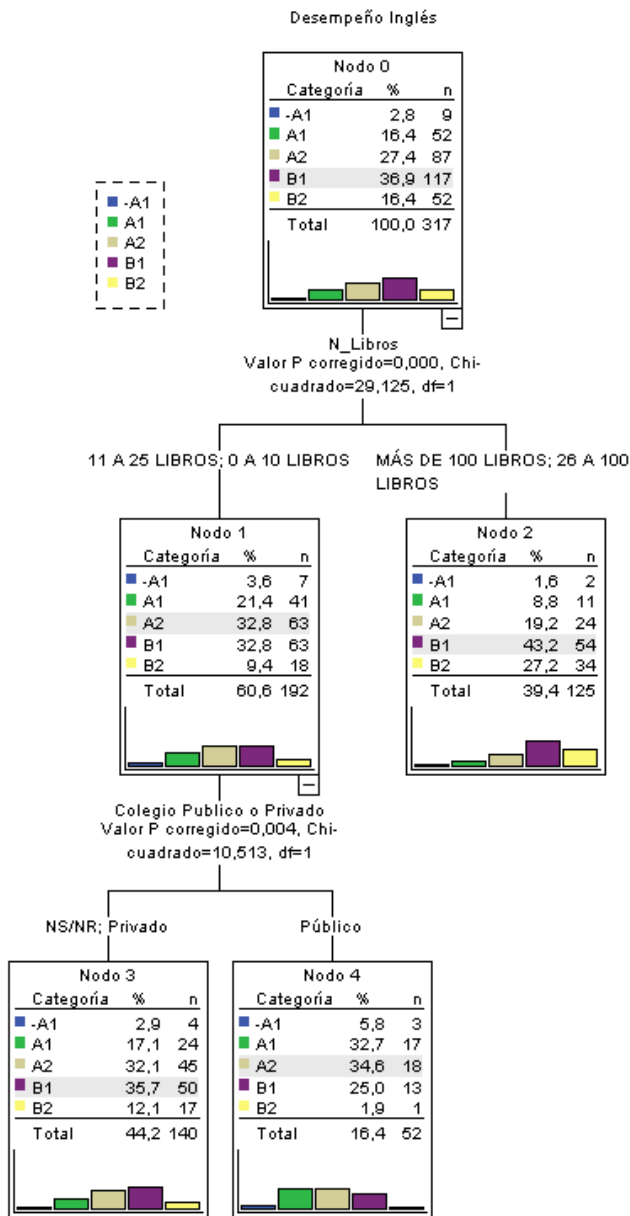 Desempeño Inglés
Nodo 0
Categoría % n
-A1 2,8 9
A1 16,4 52
A2 27,4 87
B1 36,9 117
B2 16,4 52
Total 100,0 317
-A1
A1
A2
B1
B2
N_Libros
Valor P corregido=0,000, Chi-
cuadrado=29,125, df=1
11 A 25 LIBROS; 0 A 10 LIBROS
MÁS DE 100 LIBROS; 26 A 100
LIBROS
Nodo 1
Categoría % n
-A1 3,6 7
A1 21,4 41
A2 32,8 63
B1 32,8 63
B2 9,4 18
Total 60,6 192
Nodo 2
Categoría % n
-A1 1,6 2
A1 8,8 11
A2 19,2 24
B1 43,2 54
B2 27,2 34
Total 39,4 125
Colegio Publico o Privado
Valor P corregido=0,004, Chi-
cuadrado=10,513, df=1
NS/NR; Privado
Público
Nodo 3
Categoría % n
-A1 2,9 4
A1 17,1 24
A2 32,1 45
B1 35,7 50
B2 12,1 17
Total 44,2 140
Nodo 4
Categoría % n
-A1 5,8 3
A1 32,7 17
A2 34,6 18
B1 25,0 13
B2 1,9 1
Total 16,4 52